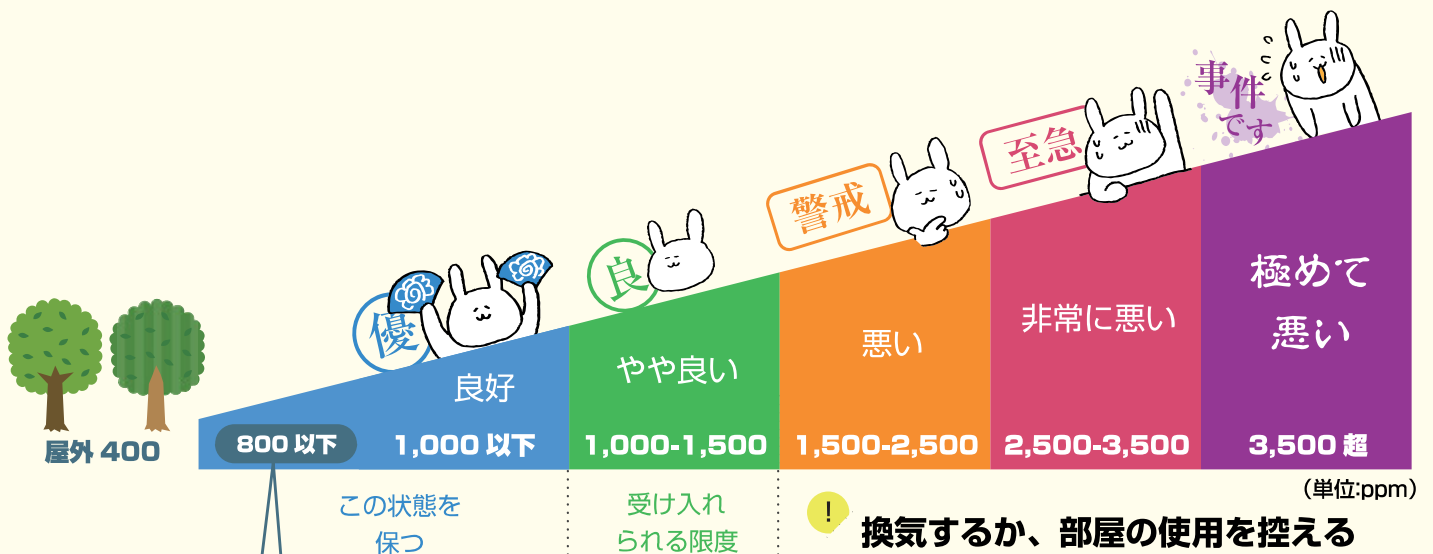 事件
です
至急
警戒
良
優
極めて
悪い
非常に悪い
悪い
やや良い
良好
屋外 400
800 以下
1,000 以下
1,000-1,500
1,500-2,500
2,500-3,500
3,500 超
（単位:ppm）
この状態を
保つ
受け入れ
られる限度
!
換気するか、部屋の使用を控える